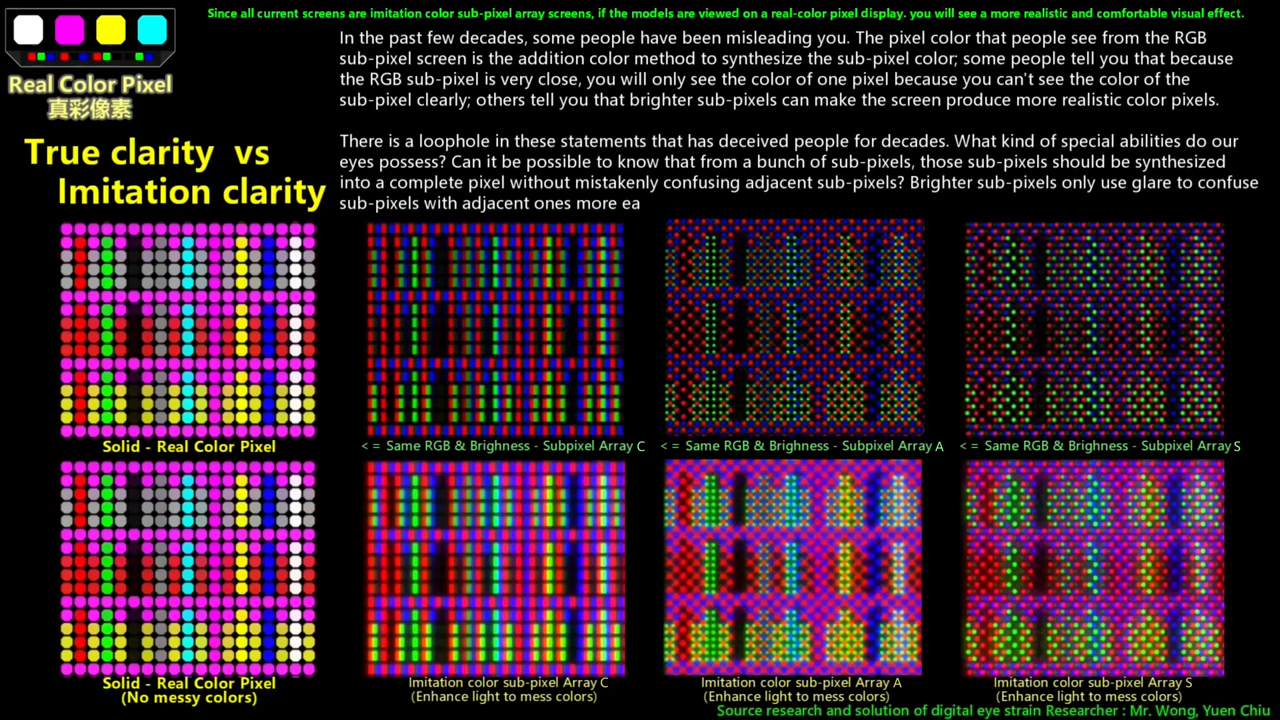 Since all current screens are imitation color sub-pixel array screens, if the models are viewed on a real-color pixel display. you will see a more realistic and comfortable visual effect.
Real Color Pixel
真彩像素
In the past few decades, some people have been misleading you. The pixel color that people see from the RGB
sub-pixel screen is the addition color method to synthesize the sub-pixel color; some people tell you that because
the RGB sub-pixel is very close, you will only see the color of one pixel because you can't see the color of the
sub-pixel clearly; others tell you that brighter sub-pixels can make the screen produce more realistic color pixels.
There is a loophole in these statements that has deceived people for decades. What kind of special abilities do our
eyes possess? Can it be possible to know that from a bunch of sub-pixels, those sub-pixels should be synthesized
into a complete pixel without mistakenly confusing adjacent sub-pixels? Brighter sub-pixels only use glare to confuse
sub-pixels with adjacent ones more ea
True clarity vs
Imitation clarity
Solid - Real Color Pixel
< = Same RGB & Brighness - Subpixel Array C
< = Same RGB & Brighness - Subpixel Array A
< = Same RGB & Brighness - Subpixel Array S
Solid - Real Color Pixel
(No messy colors)
Imitation color sub-pixel Array C
(Enhance light to mess colors)
Imitation color sub-pixel Array A
(Enhance light to mess colors)
Imitation color sub-pixel Array S
(Enhance light to mess colors)
Source research and solution of digital eye strain Researcher : Mr. Wong, Yuen Chiu